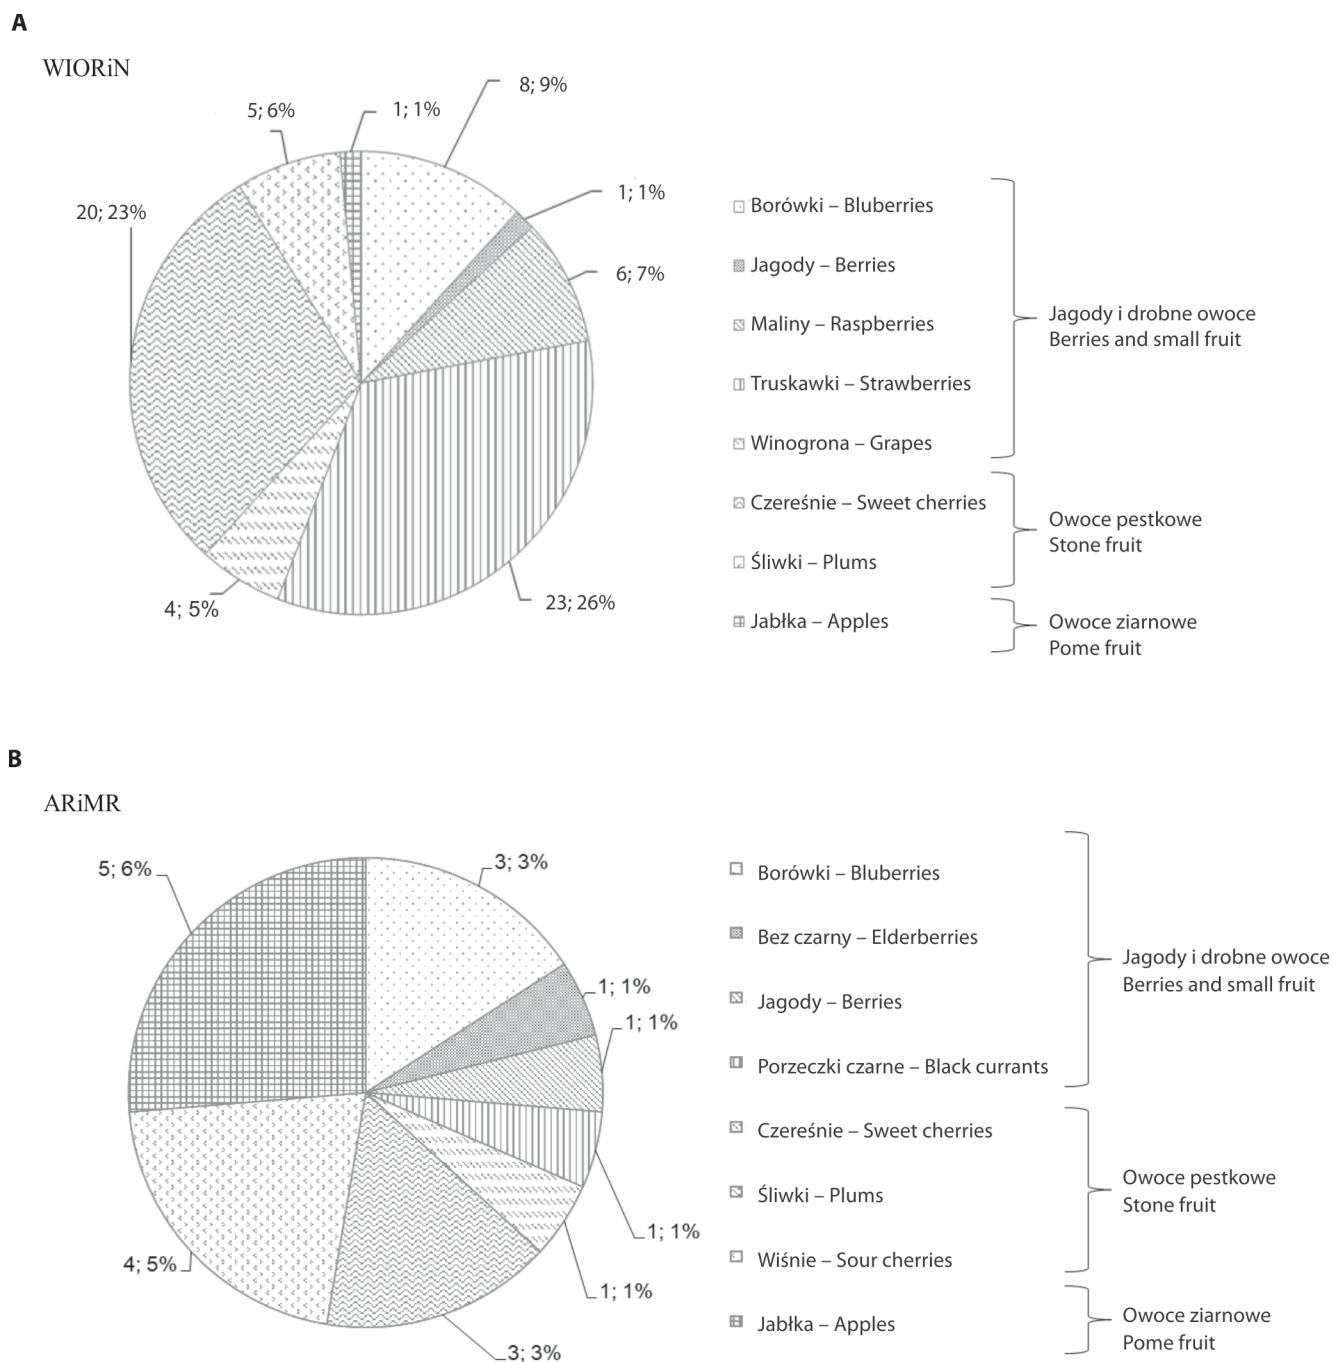 A
WIORiN
8; 9%
1; 1%
5; 6%
1; 1%
20; 23%
6; 7%
4; 5%
23; 26%
Borówki – Bluberries
Jagody – Berries
Maliny – Raspberries
Truskawki – Strawberries
Winogrona – Grapes
Czereśnie – Sweet cherries
Śliwki – Plums
Jabłka – Apples
Jagody i drobne owoce
Berries and small fruit
Owoce pestkowe
Stone fruit
Owoce ziarnowe
Pome fruit
B
ARiMR
5; 6%
3; 3%
1; 1%
1; 1%
1; 1%
4; 5%
1; 1%
3; 3%
Borówki – Bluberries
Bez czarny – Elderberries
Jagody – Berries
Porzeczki czarne – Black currants
Czereśnie – Sweet cherries
Śliwki – Plums
Wiśnie – Sour cherries
Jabłka – Apples
Jagody i drobne owoce
Berries and small fruit
Owoce pestkowe
Stone fruit
Owoce ziarnowe
Pome fruit